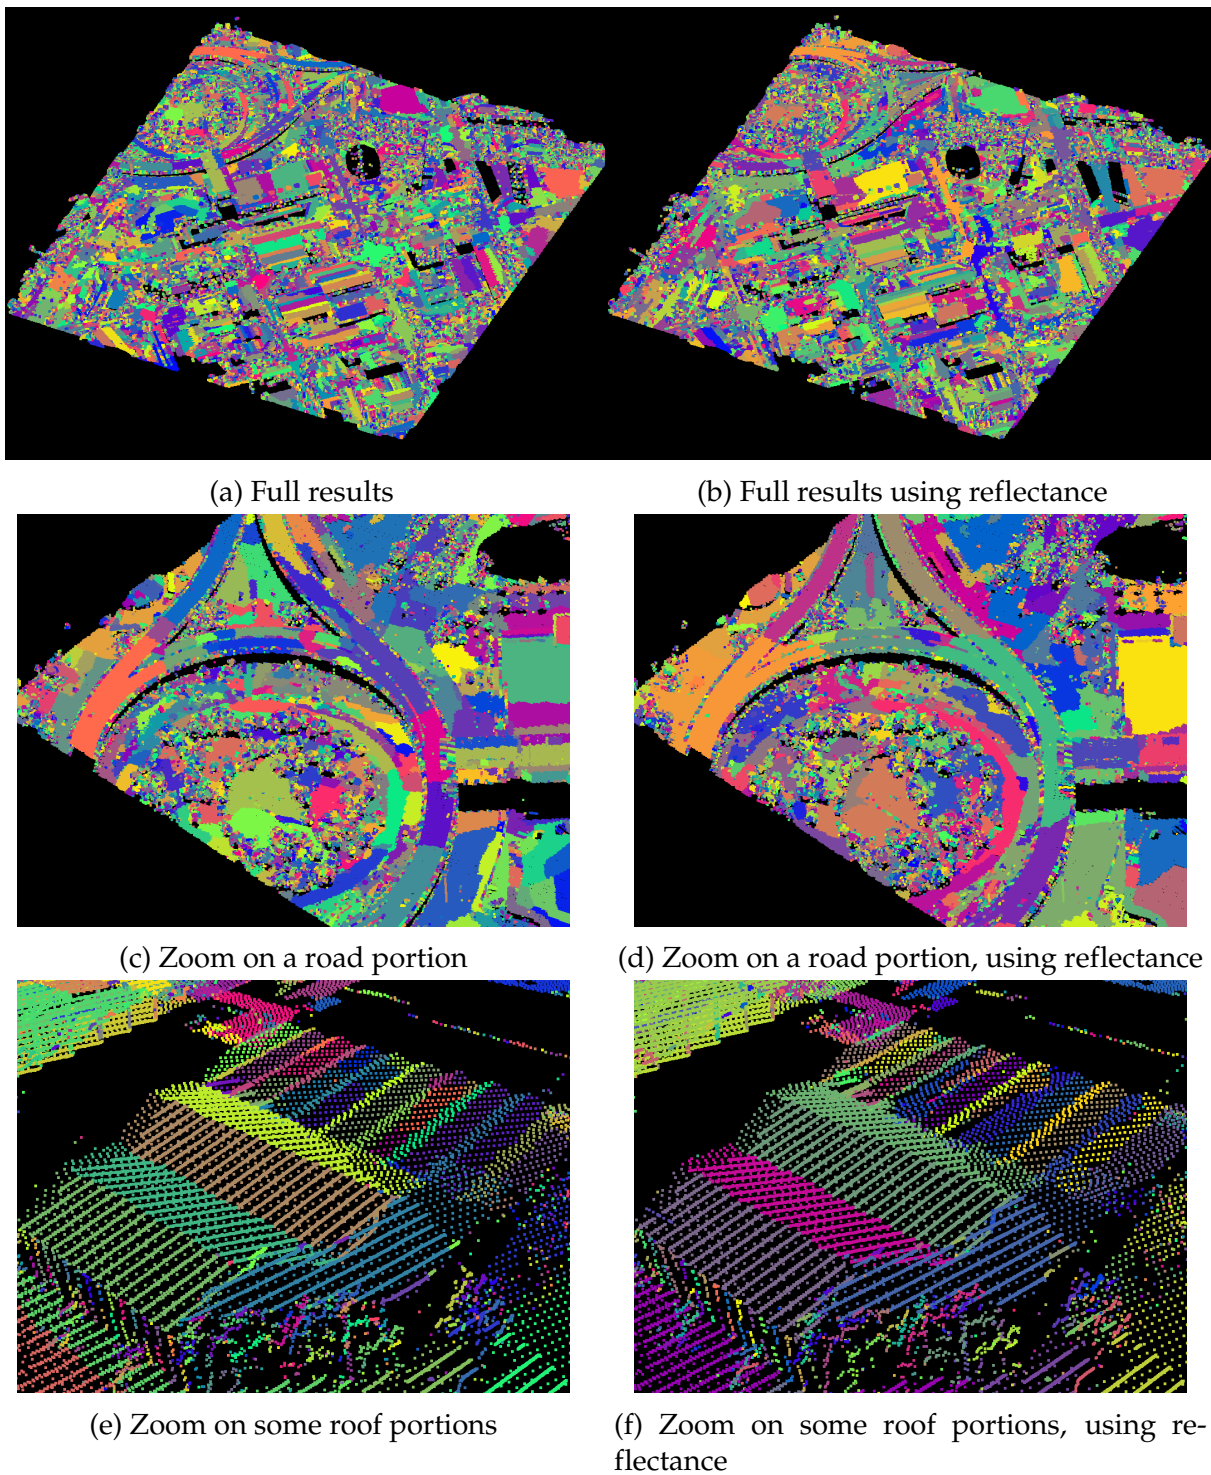 (a) Full results
(b) Full results using reflectance
(c) Zoom on a road portion
(d) Zoom on a road portion, using reflectance
(e) Zoom on some roof portions
(f) Zoom on some roof portions, using re-
flectance